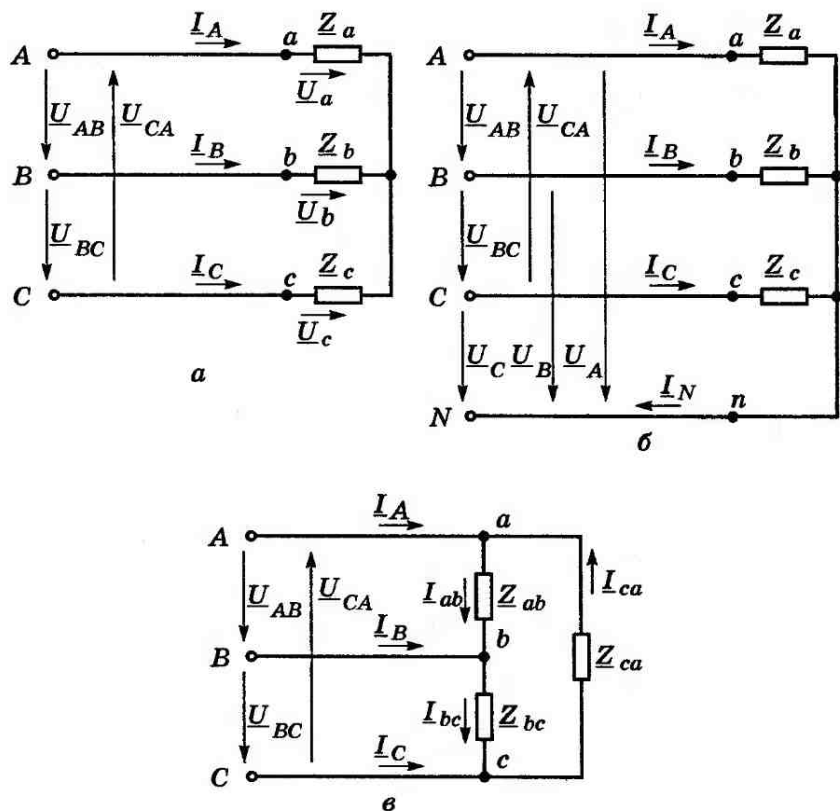 I_A a Z_a
A
U_a
U_AB U_CA
I_B b Z_b
B
U_b
U_BC
I_C c Z_c
C
U_c
а
I_A a Z_a
A
U_AB U_CA
I_B b Z_b
B
U_BC
I_C c Z_c
C
U_C U_B U_A
I_N n
N
б
I_A a
A
U_AB U_CA I_ab Z_ab I_ca
I_B b
B Z_ca
U_BC I_bc Z_bc
I_C c
C
в